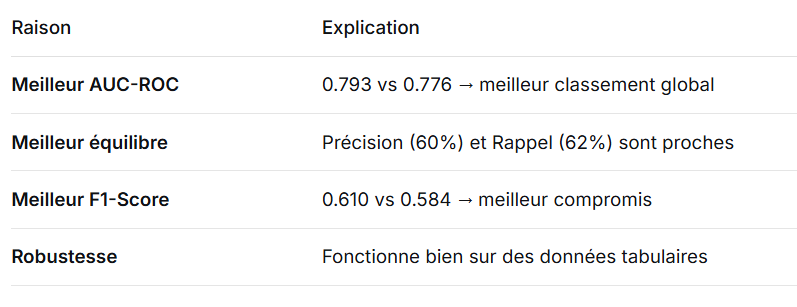 Raison Explication
Meilleur AUC-ROC 0.793 vs 0.776 → meilleur classement global
Meilleur équilibre Précision (60%) et Rappel (62%) sont proches
Meilleur F1-Score 0.610 vs 0.584 → meilleur compromis
Robustesse Fonctionne bien sur des données tabulaires